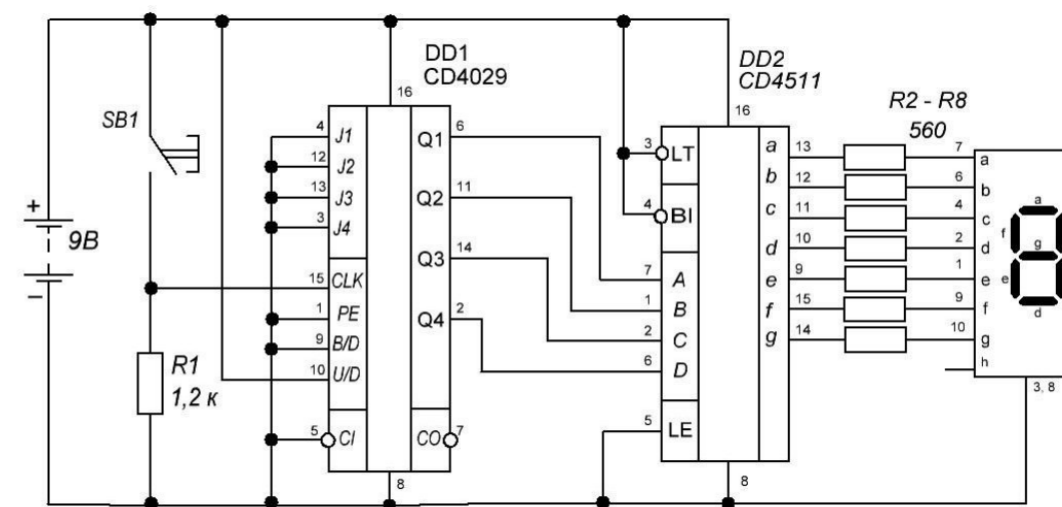 SB1
+
9В
−
R1
1,2 к
DD1
CD4029
16
4 J1
12 J2
13 J3
3 J4
15 CLK
1 PE
9 B/D
10 U/D
5 CI
Q1 6
Q2 11
Q3 14
Q4 2
CO 7
8
DD2
CD4511
16
3 LT
4 BI
7 A
1 B
2 C
6 D
5 LE
a 13
b 12
c 11
d 10
e 9
f 15
g 14
8
R2 - R8
560
7 a
6 b
4 c
2 d
1 e
9 f
10 g
h
a
f
g
e
d
3, 8